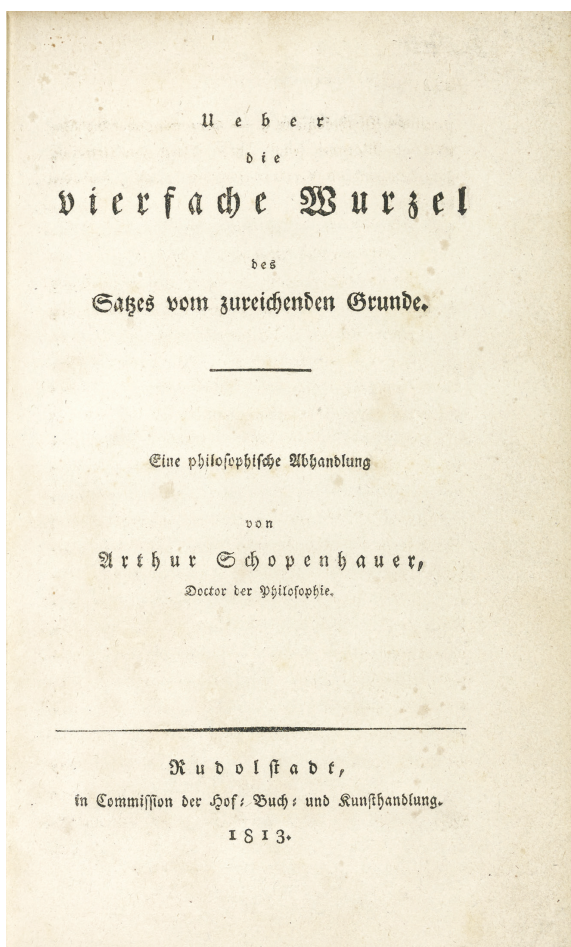 Ueber
die
vierfache Wurzel
des
Satzes vom zureichenden Grunde.
Eine philosophische Abhandlung
von
Arthur Schopenhauer,
Doctor der Philosophie.
Rudolstadt,
in Commission der Hof- Buch- und Kunsthandlung.
1813.